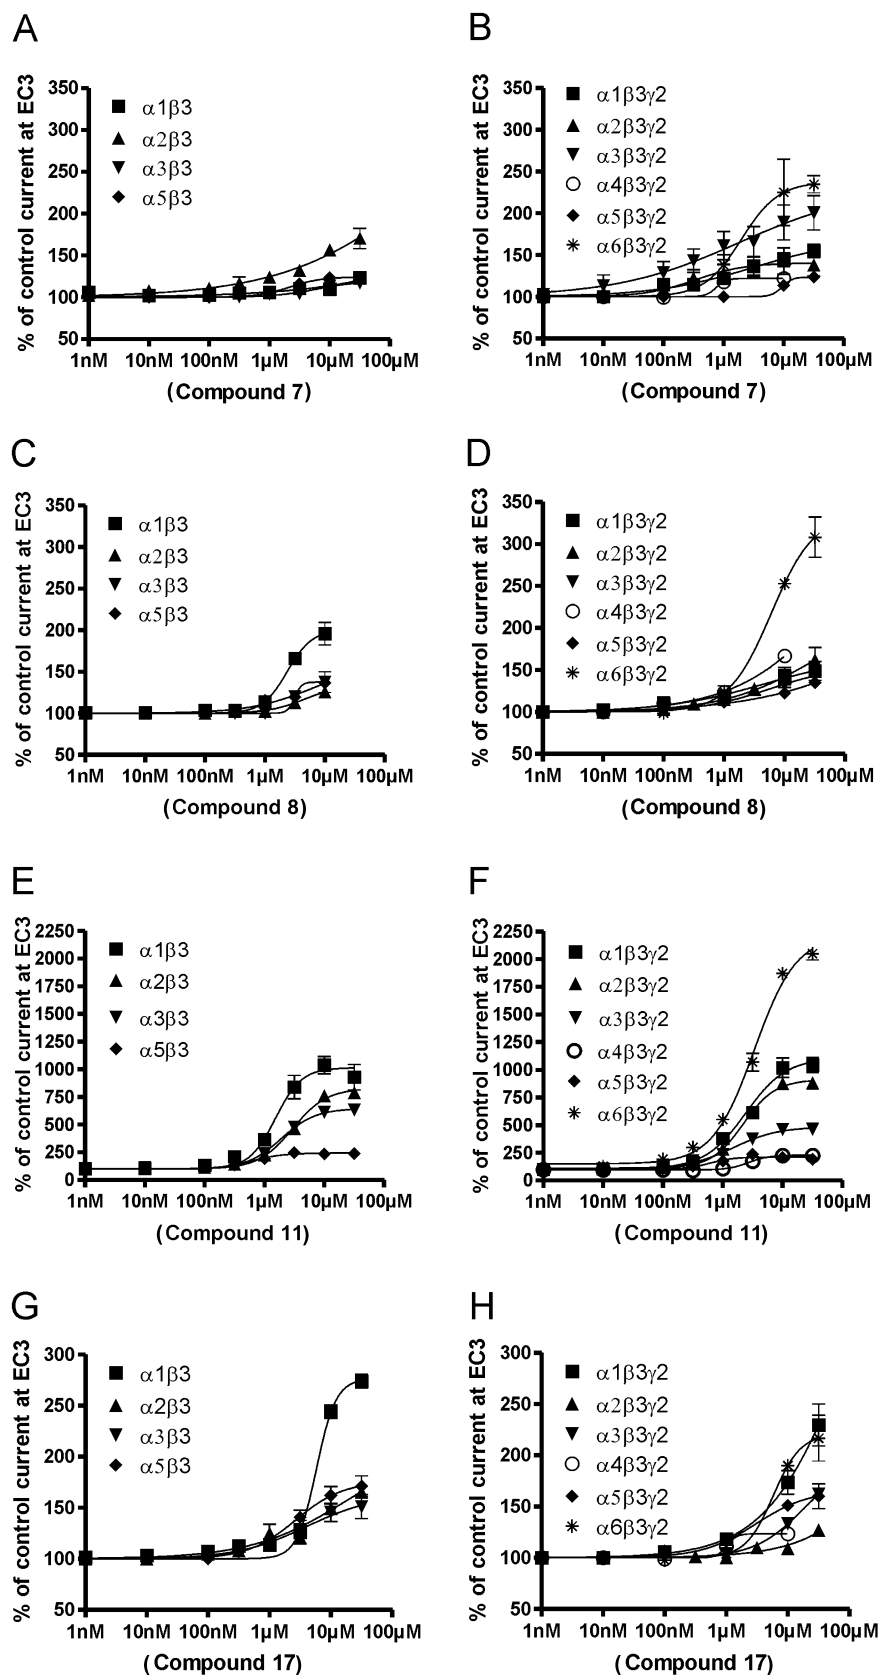 A
% of control current at EC3
350
300
250
200
150
100
50
α1β3
α2β3
α3β3
α5β3
1nM 10nM 100nM 1µM 10µM 100µM
(Compound 7)
B
% of control current at EC3
350
300
250
200
150
100
50
α1β3γ2
α2β3γ2
α3β3γ2
α4β3γ2
α5β3γ2
α6β3γ2
1nM 10nM 100nM 1µM 10µM 100µM
(Compound 7)
C
% of control current at EC3
350
300
250
200
150
100
50
α1β3
α2β3
α3β3
α5β3
1nM 10nM 100nM 1µM 10µM 100µM
(Compound 8)
D
% of control current at EC3
350
300
250
200
150
100
50
α1β3γ2
α2β3γ2
α3β3γ2
α4β3γ2
α5β3γ2
α6β3γ2
1nM 10nM 100nM 1µM 10µM 100µM
(Compound 8)
E
% of control current at EC3
2250
2000
1750
1500
1250
1000
750
500
250
0
α1β3
α2β3
α3β3
α5β3
1nM 10nM 100nM 1µM 10µM 100µM
(Compound 11)
F
% of control current at EC3
2250
2000
1750
1500
1250
1000
750
500
250
0
α1β3γ2
α2β3γ2
α3β3γ2
α4β3γ2
α5β3γ2
α6β3γ2
1nM 10nM 100nM 1µM 10µM 100µM
(Compound 11)
G
% of control current at EC3
300
250
200
150
100
50
α1β3
α2β3
α3β3
α5β3
1nM 10nM 100nM 1µM 10µM 100µM
(Compound 17)
H
% of control current at EC3
300
250
200
150
100
50
α1β3γ2
α2β3γ2
α3β3γ2
α4β3γ2
α5β3γ2
α6β3γ2
1nM 10nM 100nM 1µM 10µM 100µM
(Compound 17)